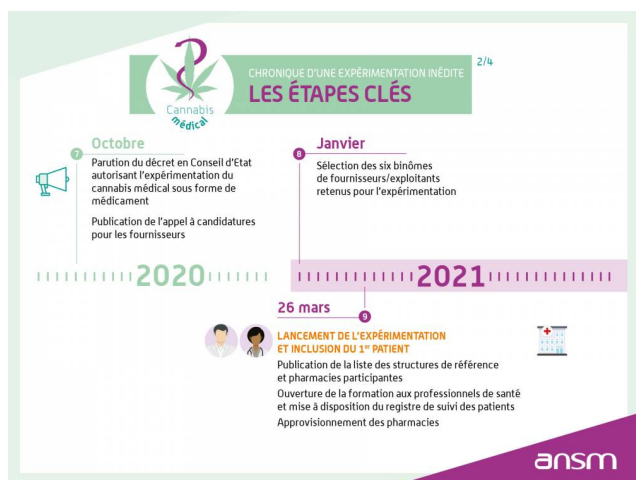 CHRONIQUE D'UNE EXPÉRIMENTATION INÉDITE
2/4
LES ÉTAPES CLÉS
Cannabis
médical
Octobre
7
Parution du décret en Conseil d'Etat
autorisant l'expérimentation du
cannabis médical sous forme de
médicament
Publication de l'appel à candidatures
pour les fournisseurs
Janvier
8
Sélection des six binômes
de fournisseurs/exploitants
retenus pour l'expérimentation
2020
2021
26 mars
9
LANCEMENT DE L'EXPÉRIMENTATION
ET INCLUSION DU 1er PATIENT
Publication de la liste des structures de référence
et pharmacies participantes
Ouverture de la formation aux professionnels de santé
et mise à disposition du registre de suivi des patients
Approvisionnement des pharmacies
ansm